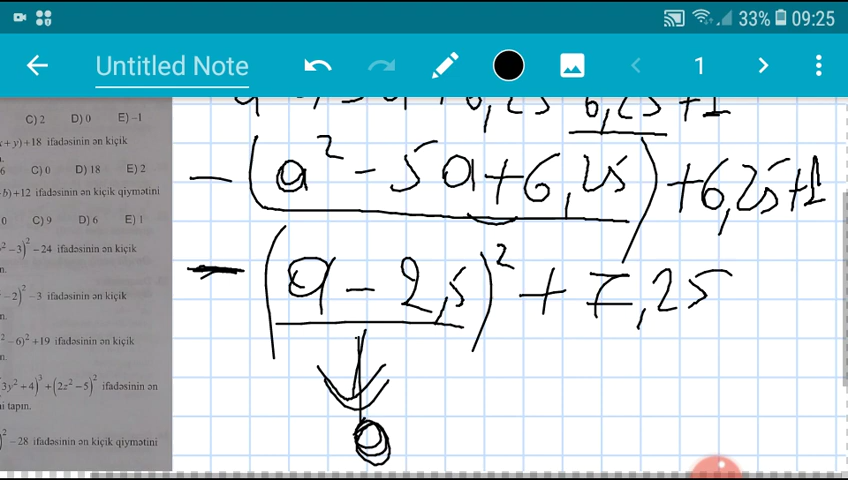 33% 09:25
Untitled Note
1
C) 2 D) 0 E) -1
x + y) + 18 ifadəsinin ən kiçik
6 C) 0 D) 18 E) 2
b) + 12 ifadəsinin ən kiçik qiymətini
0 C) 9 D) 6 E) 1
² - 3)² - 24 ifadəsinin ən kiçik
n.
- 2)² - 3 ifadəsinin ən kiçik
n.
² - 6)² + 19 ifadəsinin ən kiçik
n.
3y² + 4)³ + (2z² - 5)² ifadəsinin ən
i tapın.
)² - 28 ifadəsinin ən kiçik qiymətini
6,25 +1
- (a² - 5a + 6,25) + 6,25 + 1
- (a - 2,5)² + 7,25
0